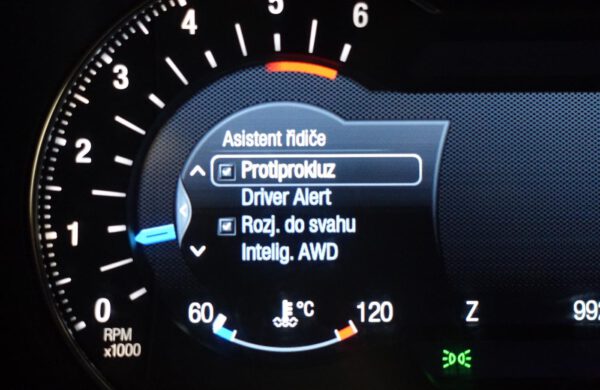 6
5
4
3
2
1
0
RPM
x1000
Asistent řidiče
Protiprokluz
Driver Alert
Rozj. do svahu
Intelig. AWD
60 °C 120
Z
992